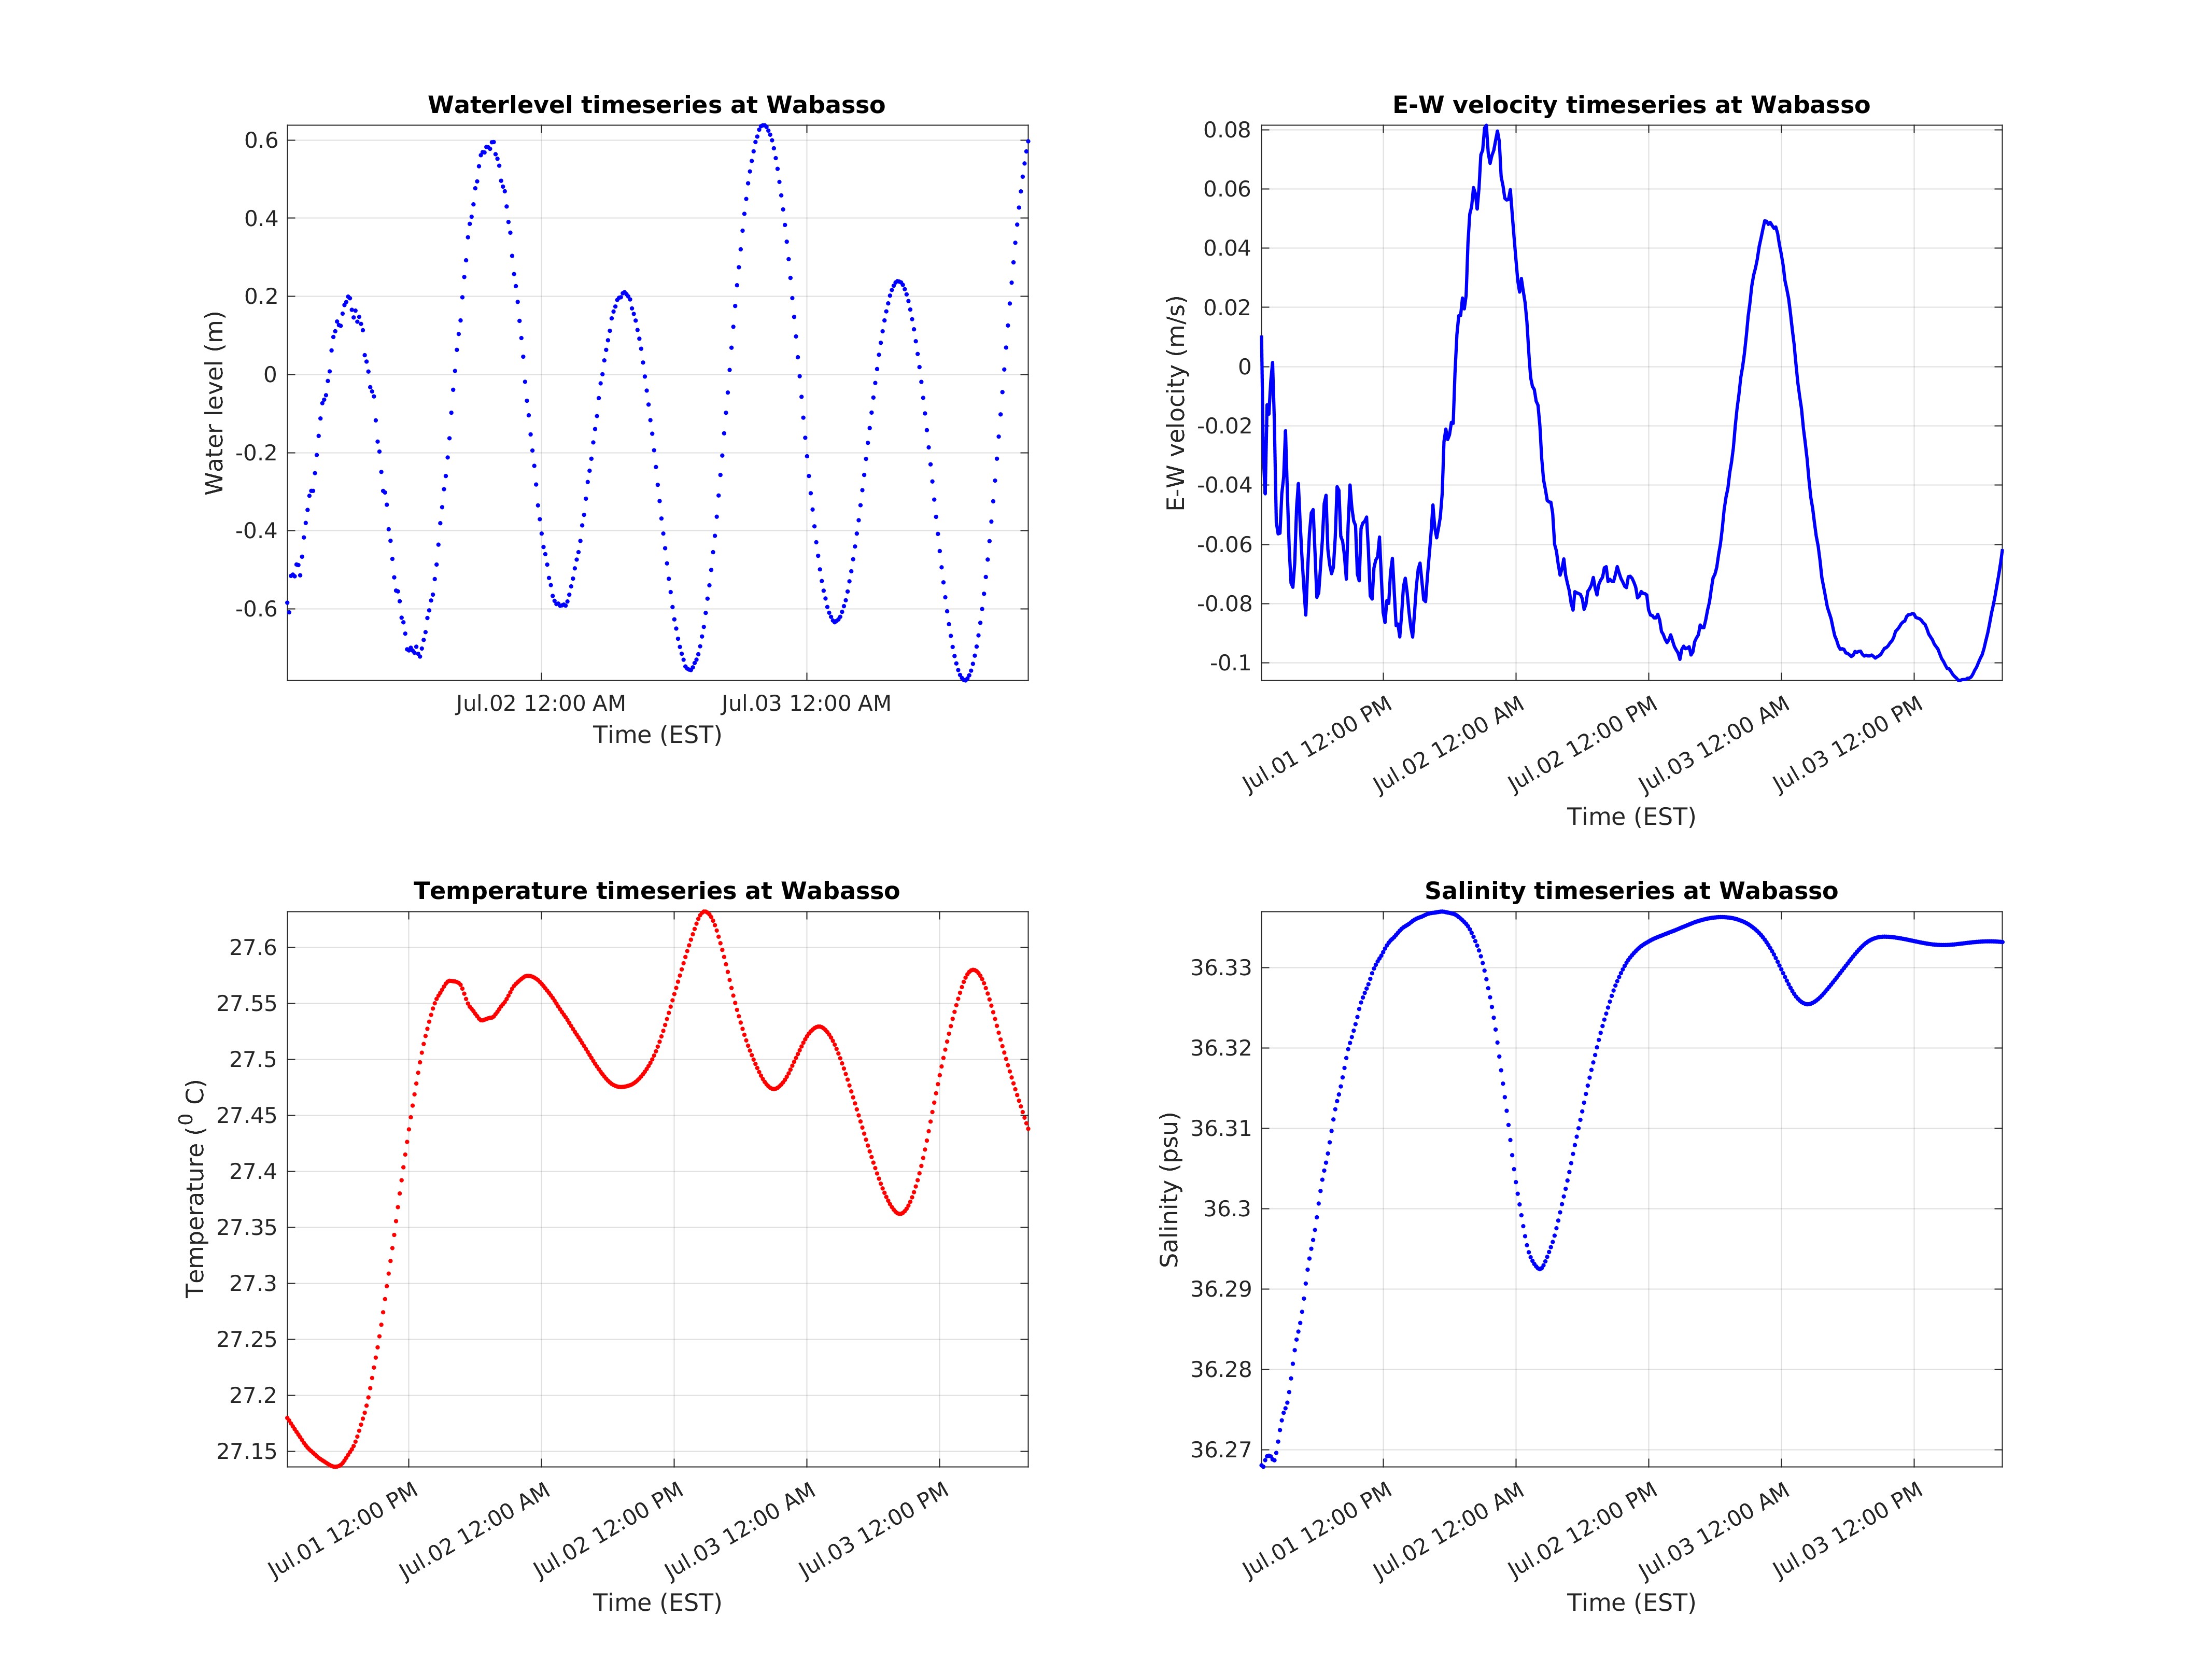 Waterlevel timeseries at Wabasso
0.6
0.4
0.2
0
-0.2
-0.4
-0.6
Water level (m)
Jul.02 12:00 AM
Jul.03 12:00 AM
Time (EST)
E-W velocity timeseries at Wabasso
0.08
0.06
0.04
0.02
0
-0.02
-0.04
-0.06
-0.08
-0.1
E-W velocity (m/s)
Jul.01 12:00 PM
Jul.02 12:00 AM
Jul.02 12:00 PM
Jul.03 12:00 AM
Jul.03 12:00 PM
Time (EST)
Temperature timeseries at Wabasso
27.6
27.55
27.5
27.45
27.4
27.35
27.3
27.25
27.2
27.15
Temperature (⁰ C)
Jul.01 12:00 PM
Jul.02 12:00 AM
Jul.02 12:00 PM
Jul.03 12:00 AM
Jul.03 12:00 PM
Time (EST)
Salinity timeseries at Wabasso
36.33
36.32
36.31
36.3
36.29
36.28
36.27
Salinity (psu)
Jul.01 12:00 PM
Jul.02 12:00 AM
Jul.02 12:00 PM
Jul.03 12:00 AM
Jul.03 12:00 PM
Time (EST)